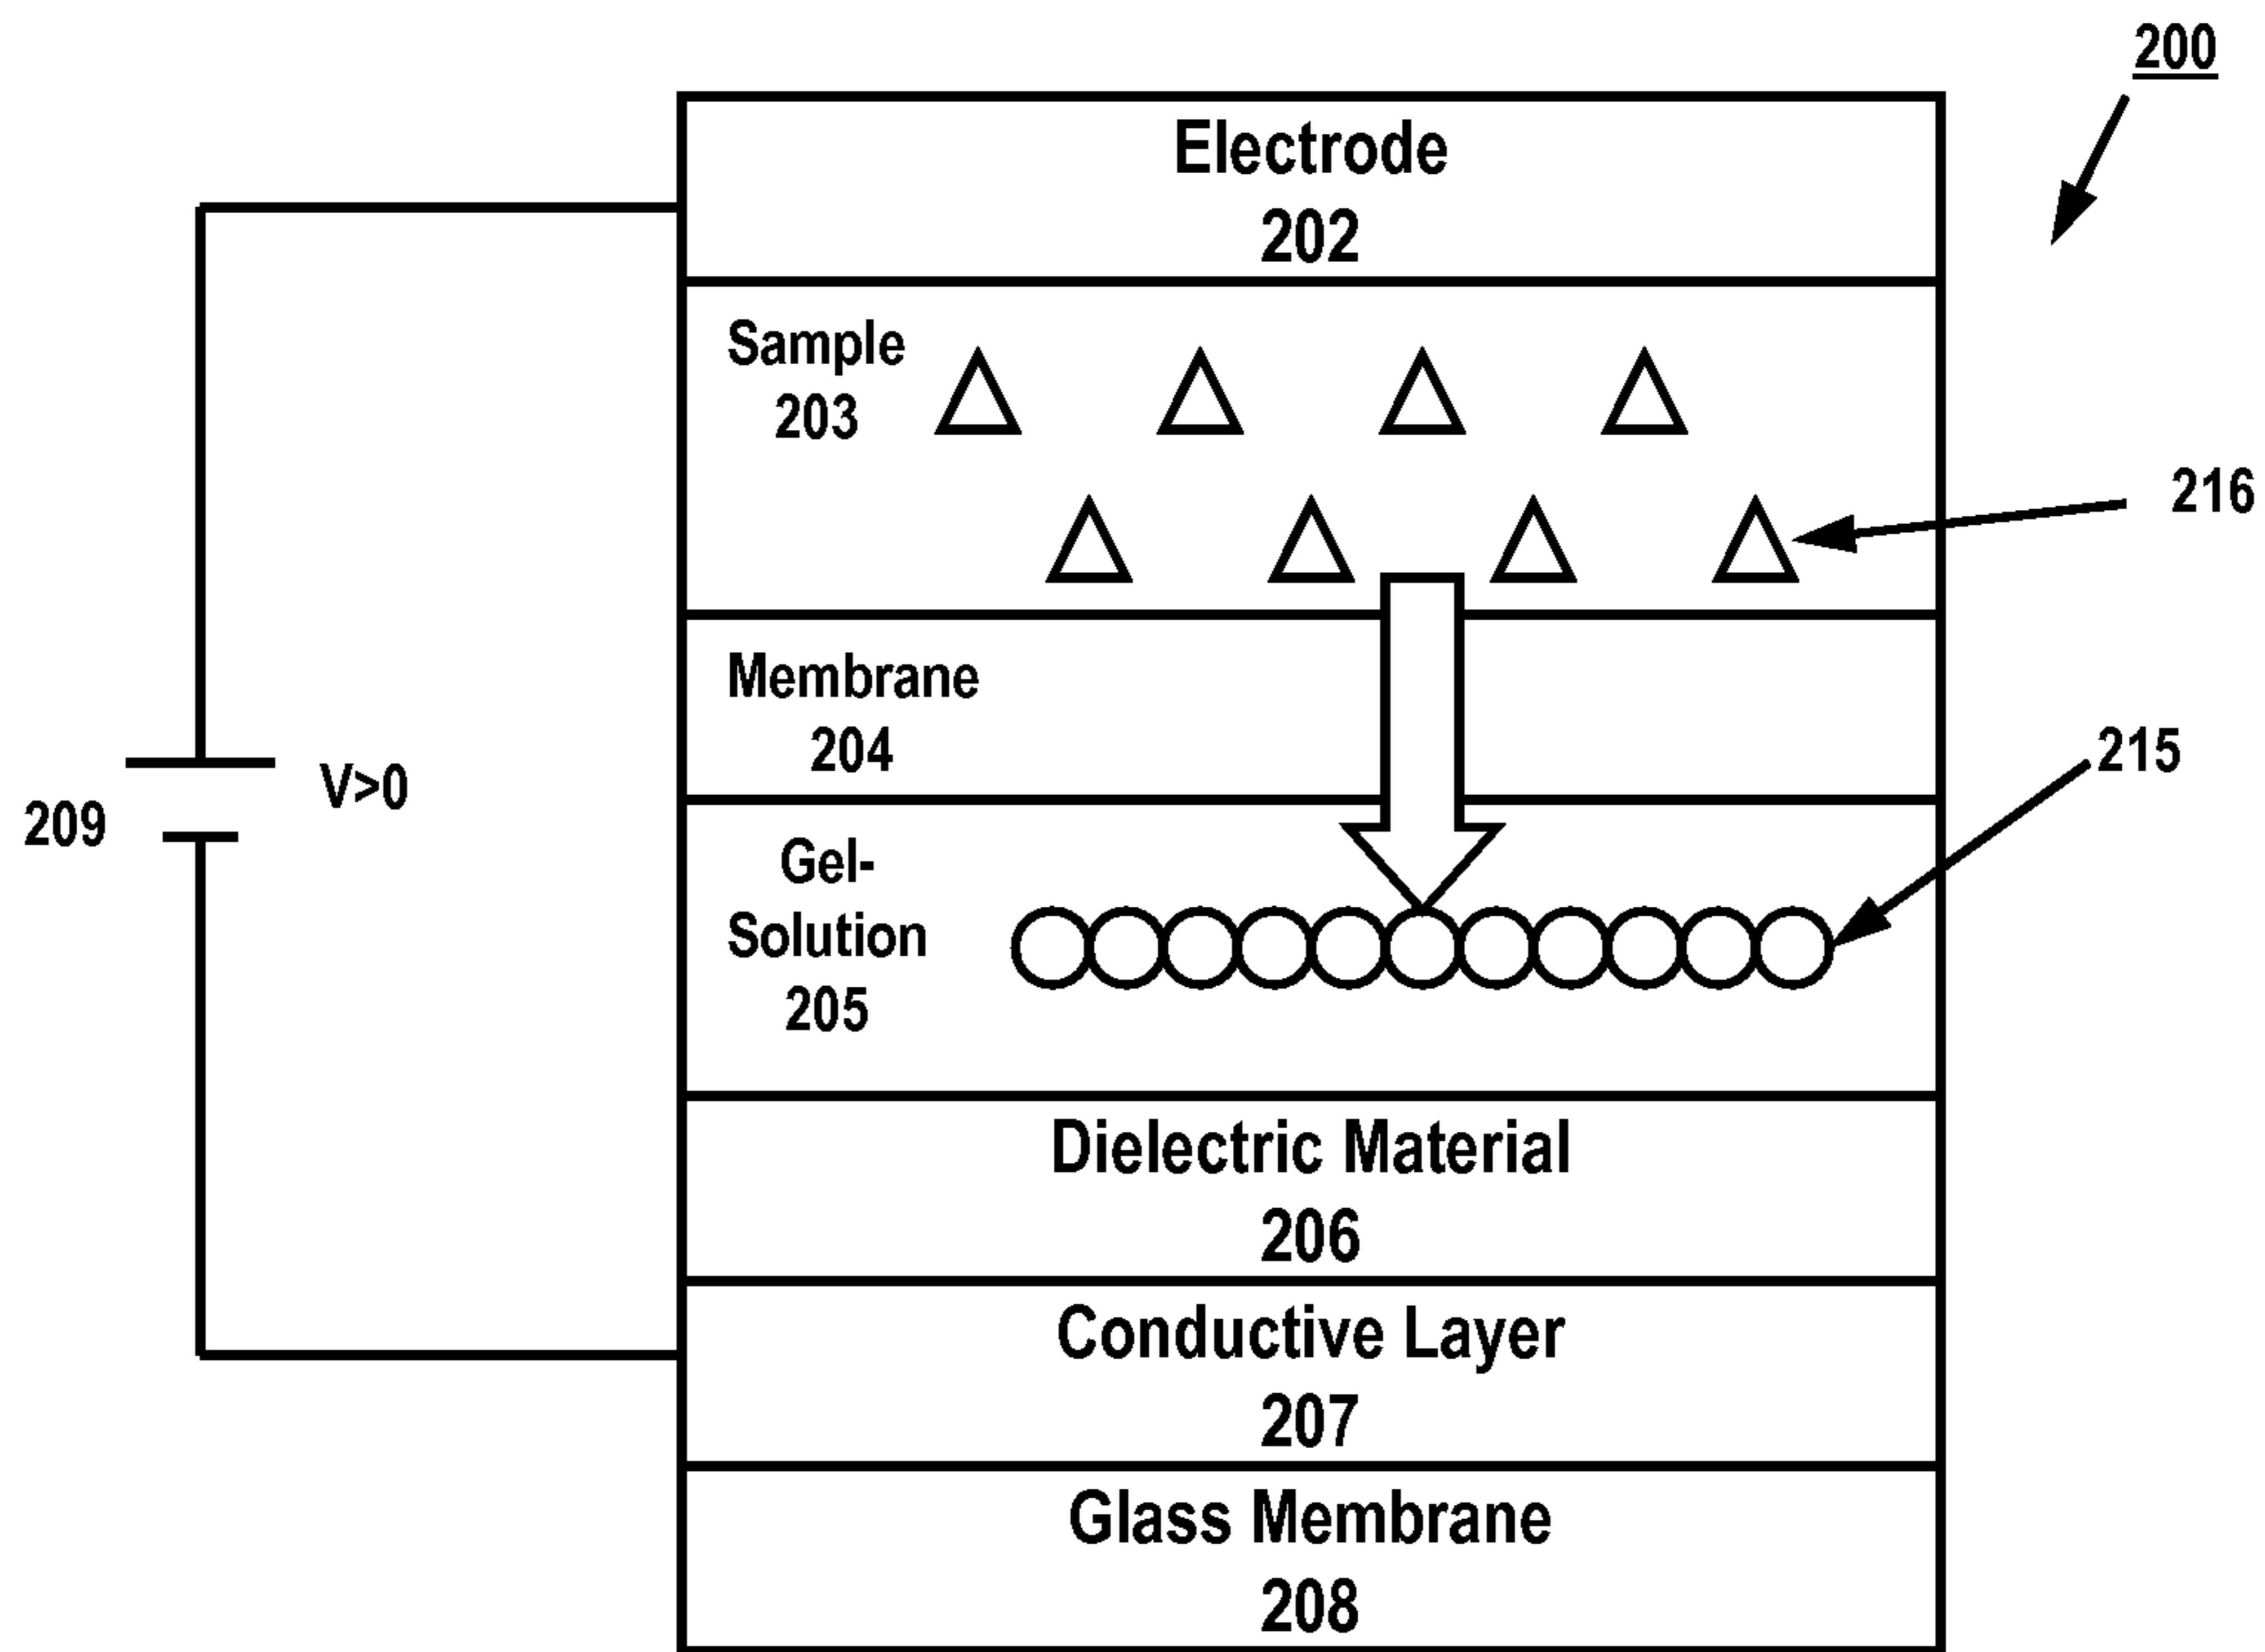 200
Electrode
202
Sample
203
216
Membrane
204
215
V>0
209
Gel-
Solution
205
Dielectric Material
206
Conductive Layer
207
Glass Membrane
208